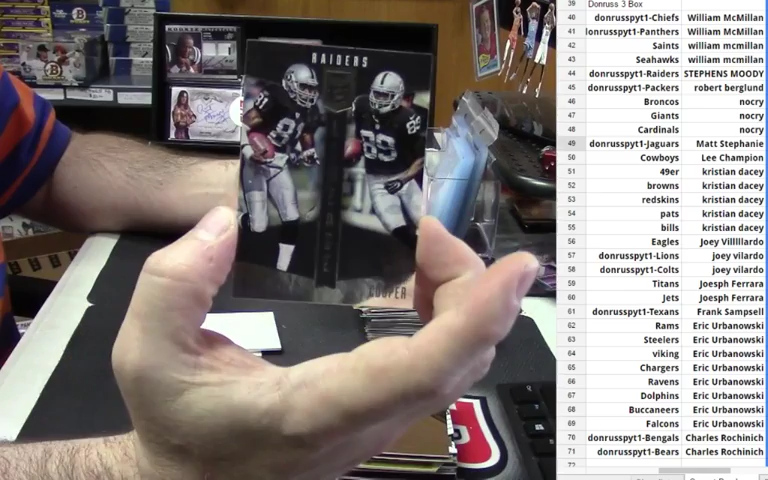 RAIDERS
81
89
COOPER
39 Donruss 3 Box
40 donrusspyt1-Chiefs William McMillan
41 lonrusspyt1-Panthers William McMillan
42 Saints william mcmillan
43 Seahawks william mcmillan
44 donrusspyt1-Raiders STEPHENS MOODY
45 donrusspyt1-Packers robert berglund
46 Broncos nocry
47 Giants nocry
48 Cardinals nocry
49 donrusspyt1-Jaguars Matt Stephanie
50 Cowboys Lee Champion
51 49er kristian dacey
52 browns kristian dacey
53 redskins kristian dacey
54 pats kristian dacey
55 bills kristian dacey
56 Eagles Joey Villlllardo
57 donrusspyt1-Lions joey vilardo
58 donrusspyt1-Colts joey vilardo
59 Titans Joesph Ferrara
60 Jets Joesph Ferrara
61 donrusspyt1-Texans Frank Sampsell
62 Rams Eric Urbanowski
63 Steelers Eric Urbanowski
64 viking Eric Urbanowski
65 Chargers Eric Urbanowski
66 Ravens Eric Urbanowski
67 Dolphins Eric Urbanowski
68 Buccaneers Eric Urbanowski
69 Falcons Eric Urbanowski
70 donrusspyt1-Bengals Charles Rochinich
71 donrusspyt1-Bears Charles Rochinich